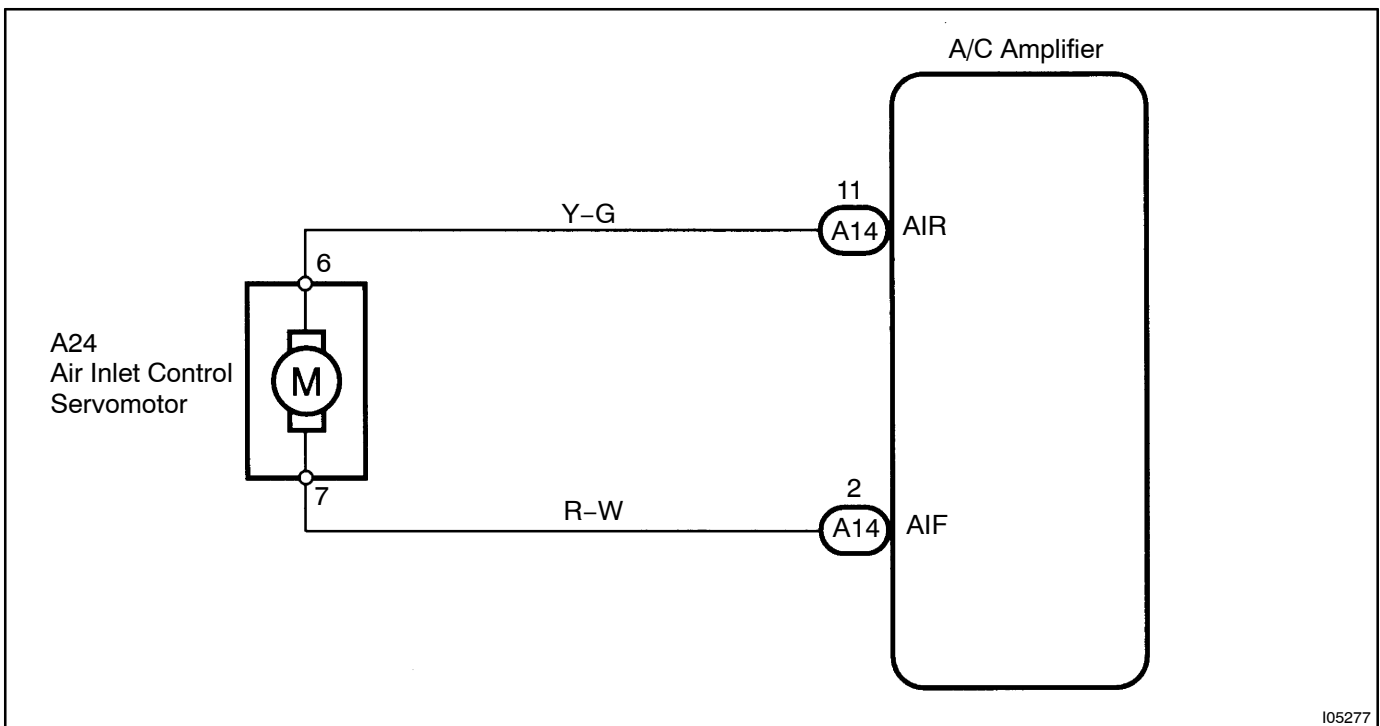 A/C Amplifier
11
Y–G
A14
AIR
6
A24
Air Inlet Control
Servomotor
M
7
2
R–W
A14
AIF
I05277